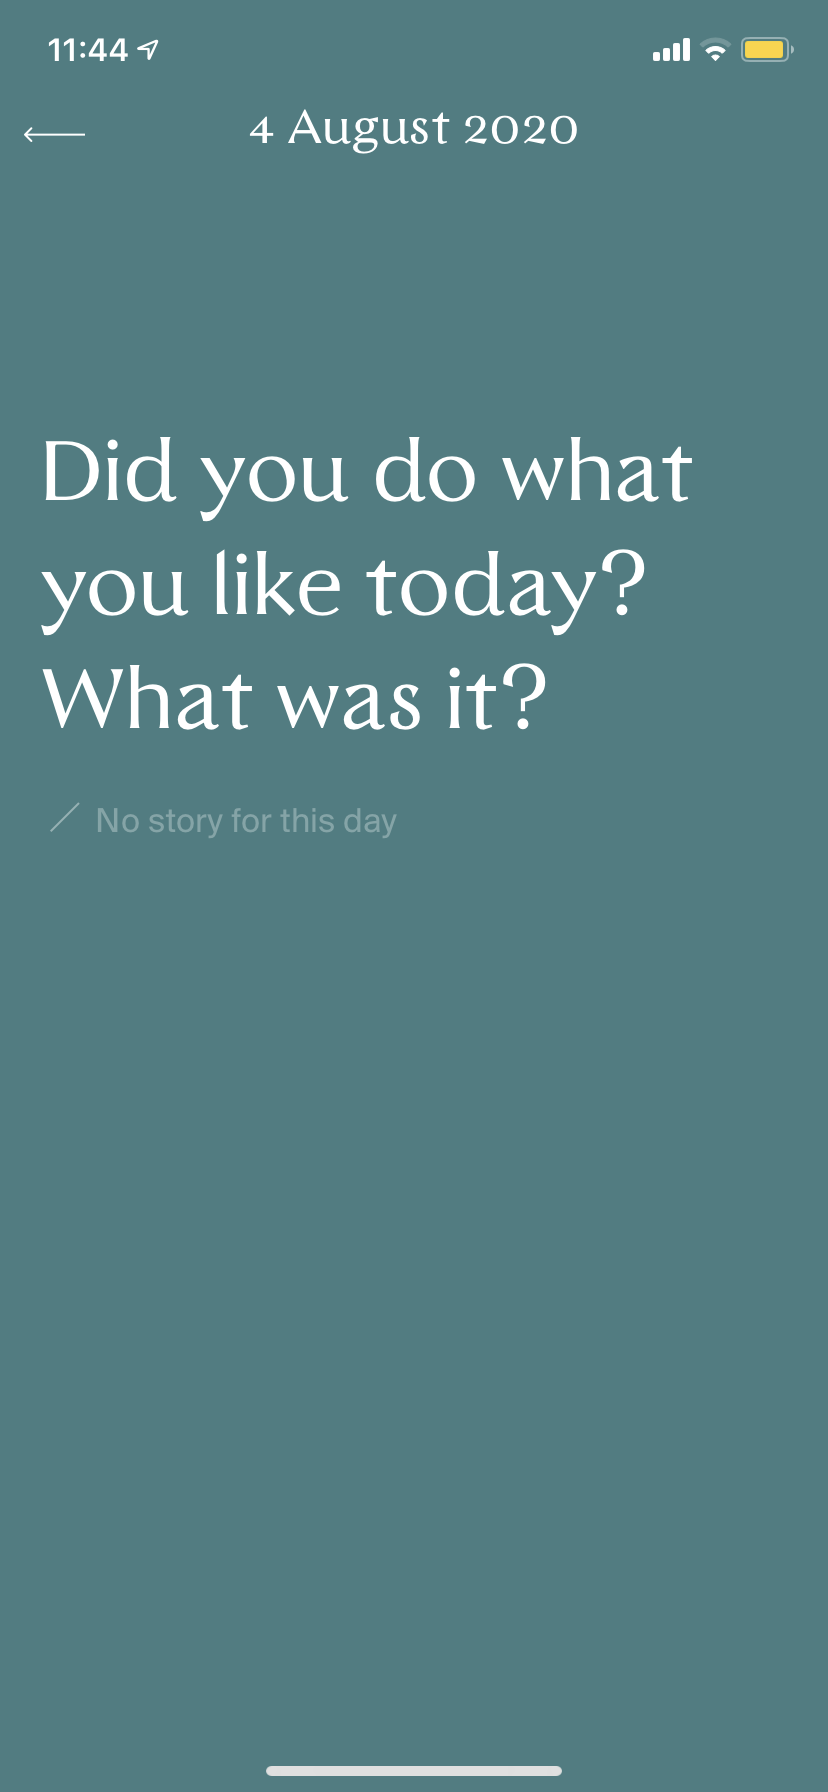 11:44
4 August 2020
Did you do what
you like today?
What was it?
No story for this day